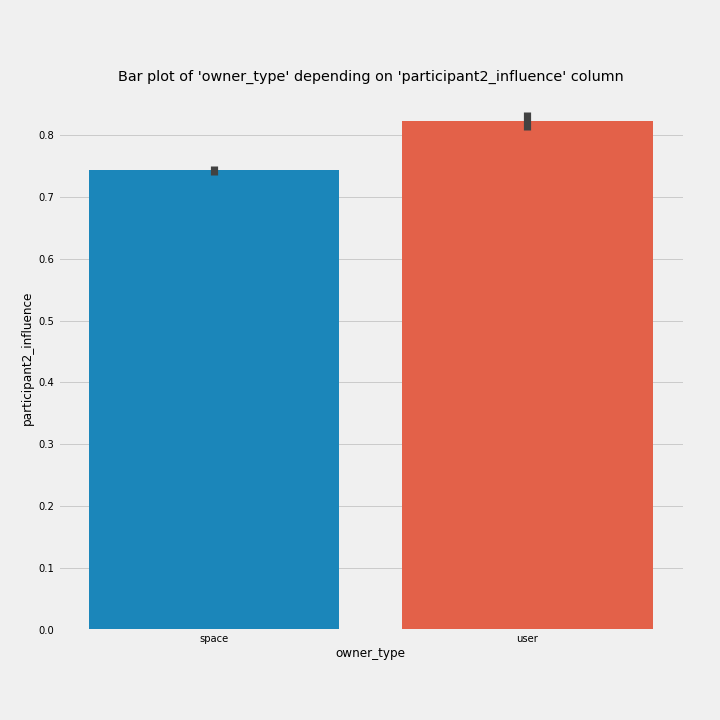 Bar plot of 'owner_type' depending on 'participant2_influence' column
0.8
0.7
0.6
0.5
0.4
0.3
0.2
0.1
0.0
participant2_influence
space
user
owner_type